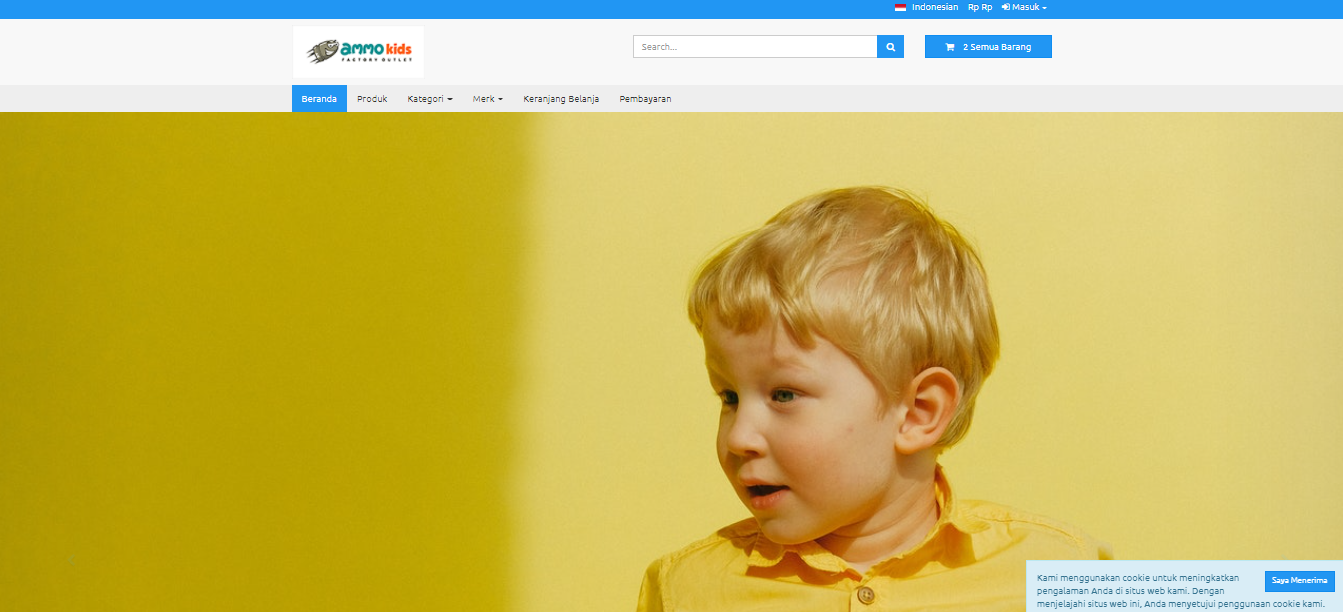 Indonesian Rp Rp Masuk
ammo kids
FACTORY OUTLET
Search...
2 Semua Barang
Beranda Produk Kategori Merk Keranjang Belanja Pembayaran
Kami menggunakan cookie untuk meningkatkan
pengalaman Anda di situs web kami. Dengan
menjelajahi situs web ini, Anda menyetujui penggunaan cookie kami.
Saya Menerima